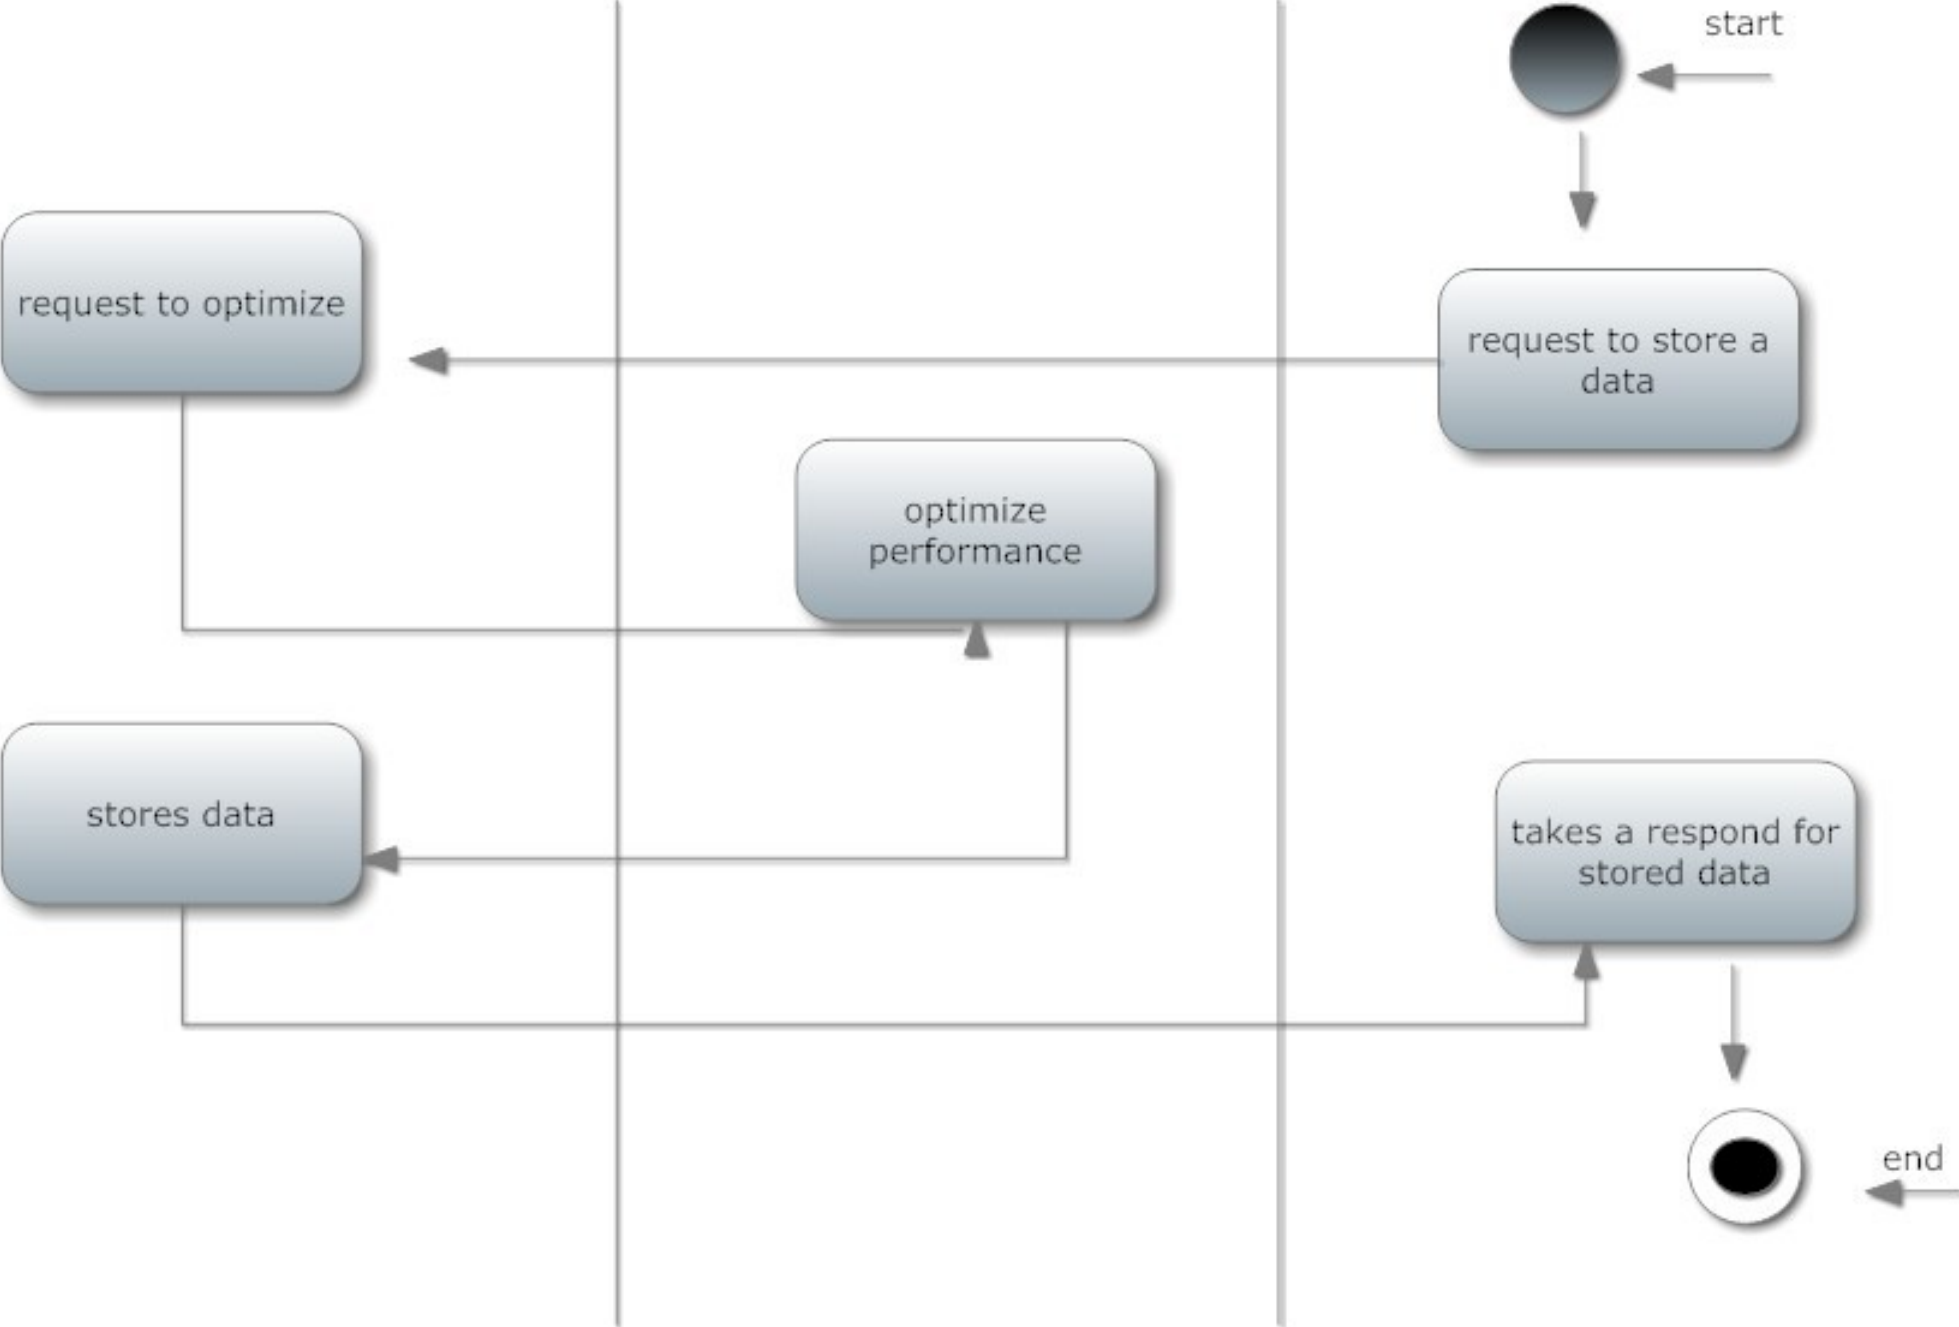 start
request to optimize
request to store a
data
optimize
performance
stores data
takes a respond for
stored data
end